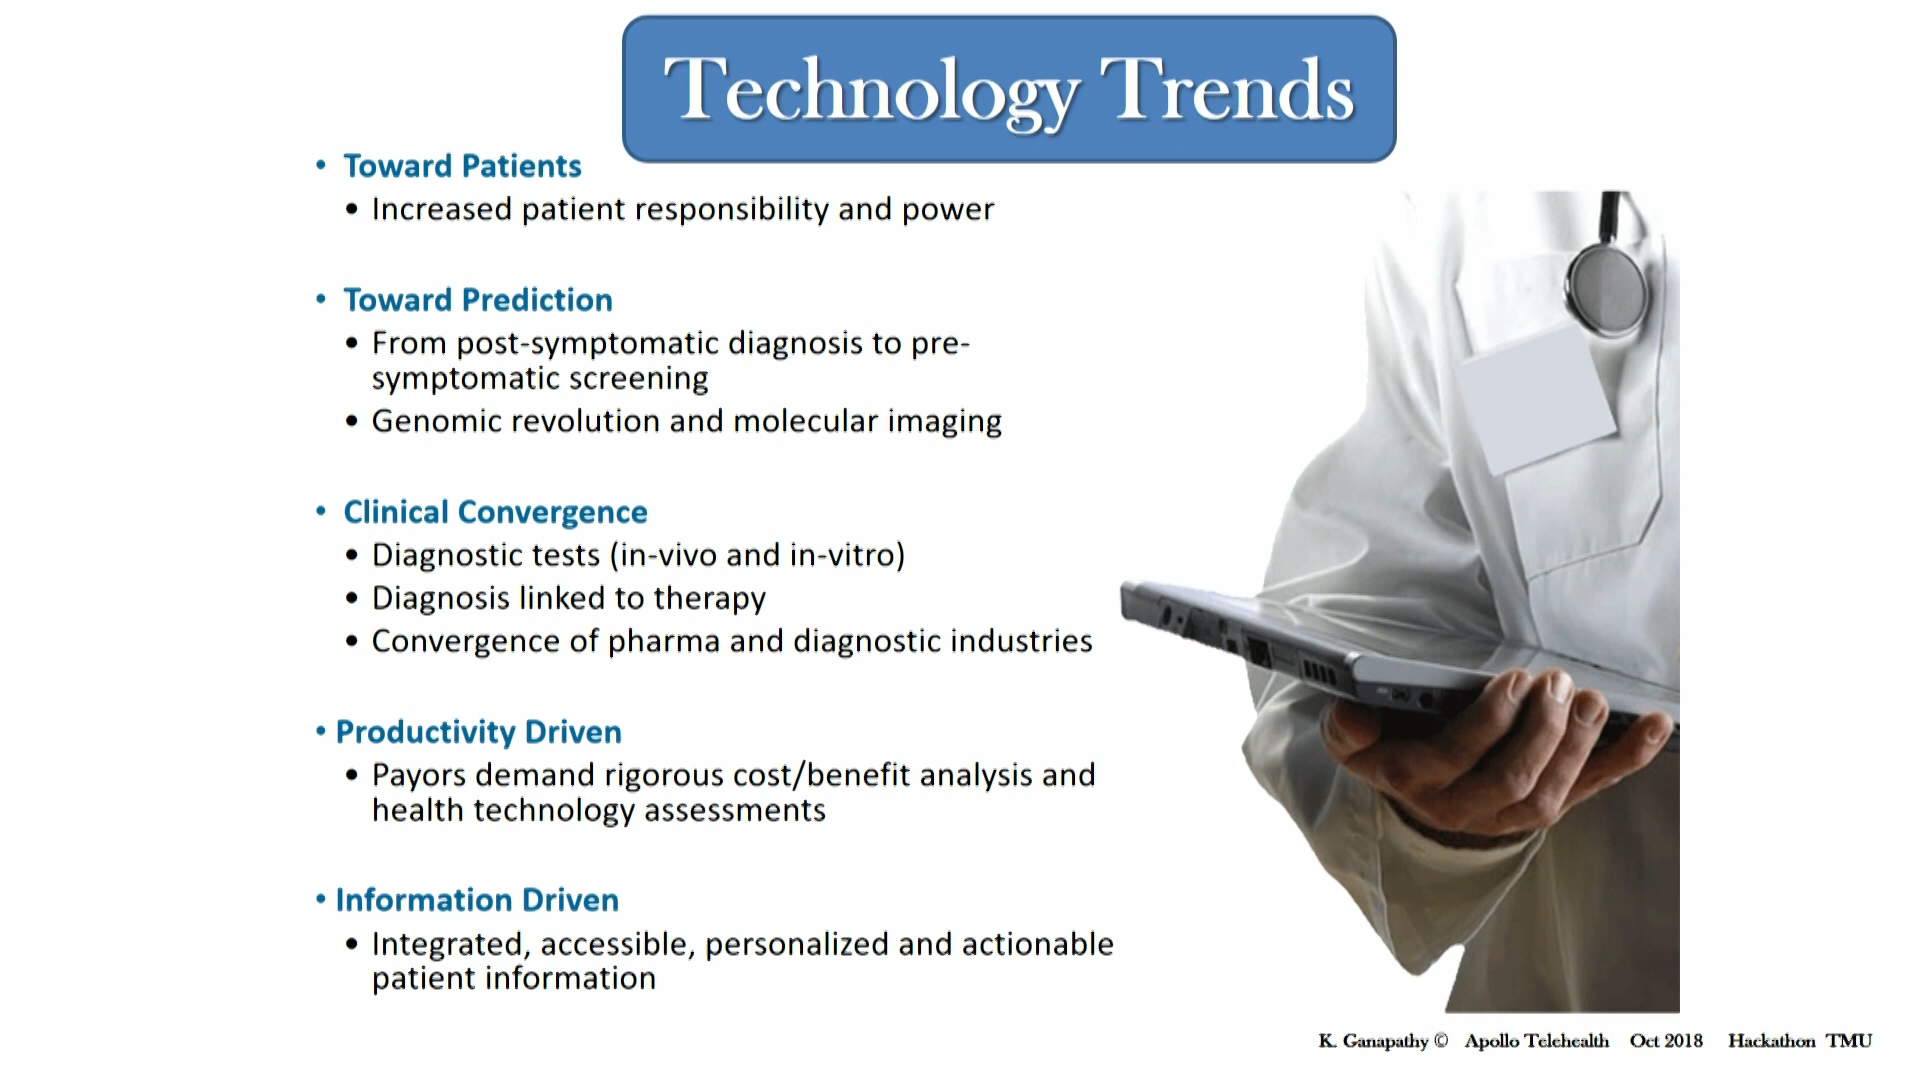 Technology Trends
• Toward Patients
• Increased patient responsibility and power
• Toward Prediction
• From post-symptomatic diagnosis to pre-
symptomatic screening
• Genomic revolution and molecular imaging
• Clinical Convergence
• Diagnostic tests (in-vivo and in-vitro)
• Diagnosis linked to therapy
• Convergence of pharma and diagnostic industries
• Productivity Driven
• Payors demand rigorous cost/benefit analysis and
health technology assessments
• Information Driven
• Integrated, accessible, personalized and actionable
patient information
K. Ganapathy © Apollo Telehealth Oct 2018 Hackathon TMU